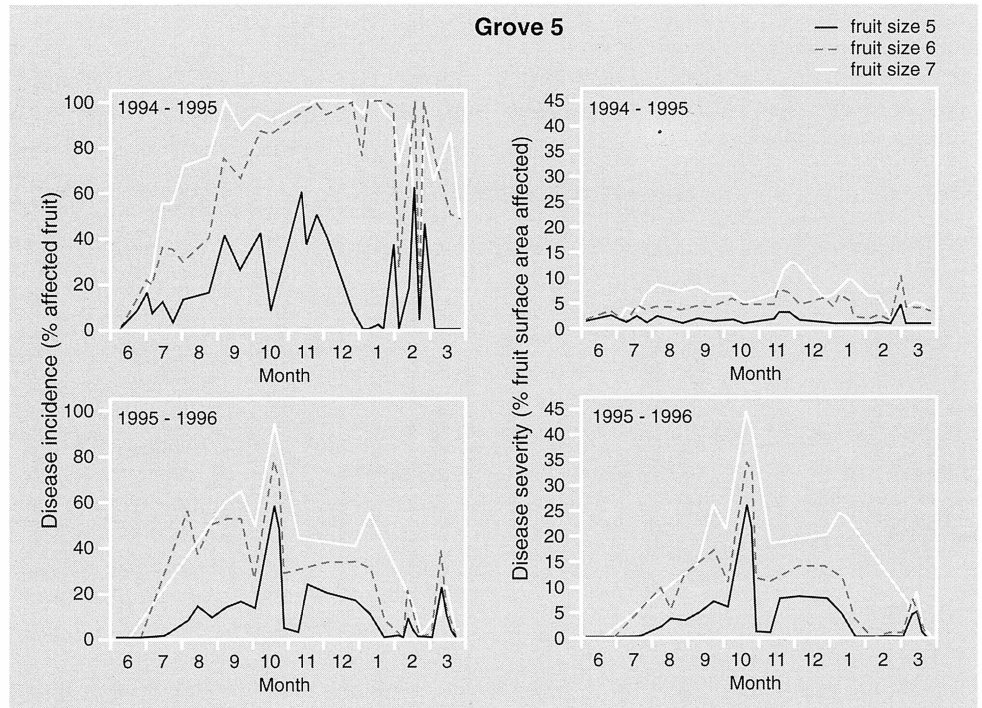 Grove 5
fruit size 5
fruit size 6
fruit size 7
Disease incidence (% affected fruit)
1994 - 1995
100
80
60
40
20
0
6 7 8 9 10 11 12 1 2 3
Month
1995 - 1996
100
80
60
40
20
0
6 7 8 9 10 11 12 1 2 3
Month
Disease severity (% fruit surface area affected)
1994 - 1995
45
40
35
30
25
20
15
10
5
0
6 7 8 9 10 11 12 1 2 3
Month
1995 - 1996
45
40
35
30
25
20
15
10
5
0
6 7 8 9 10 11 12 1 2 3
Month